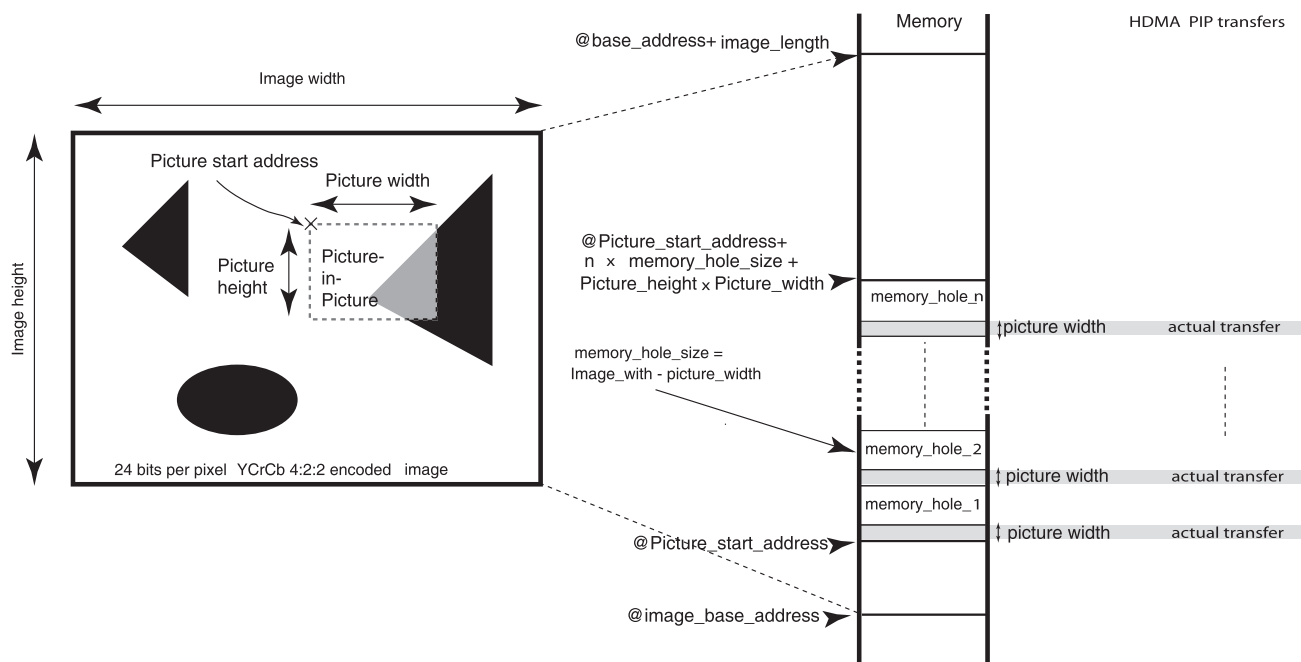 Memory
HDMA PIP transfers
@base_address+ image_length
Image width
Picture start address
Picture width
Image height
Picture
height
Picture-
in-
Picture
24 bits per pixel YCrCb 4:2:2 encoded image
@Picture_start_address+
n x memory_hole_size +
Picture_height x Picture_width
memory_hole_n
picture width
actual transfer
memory_hole_size =
Image_with - picture_width
memory_hole_2
picture width
actual transfer
memory_hole_1
picture width
actual transfer
@Picture_start_address
@image_base_address